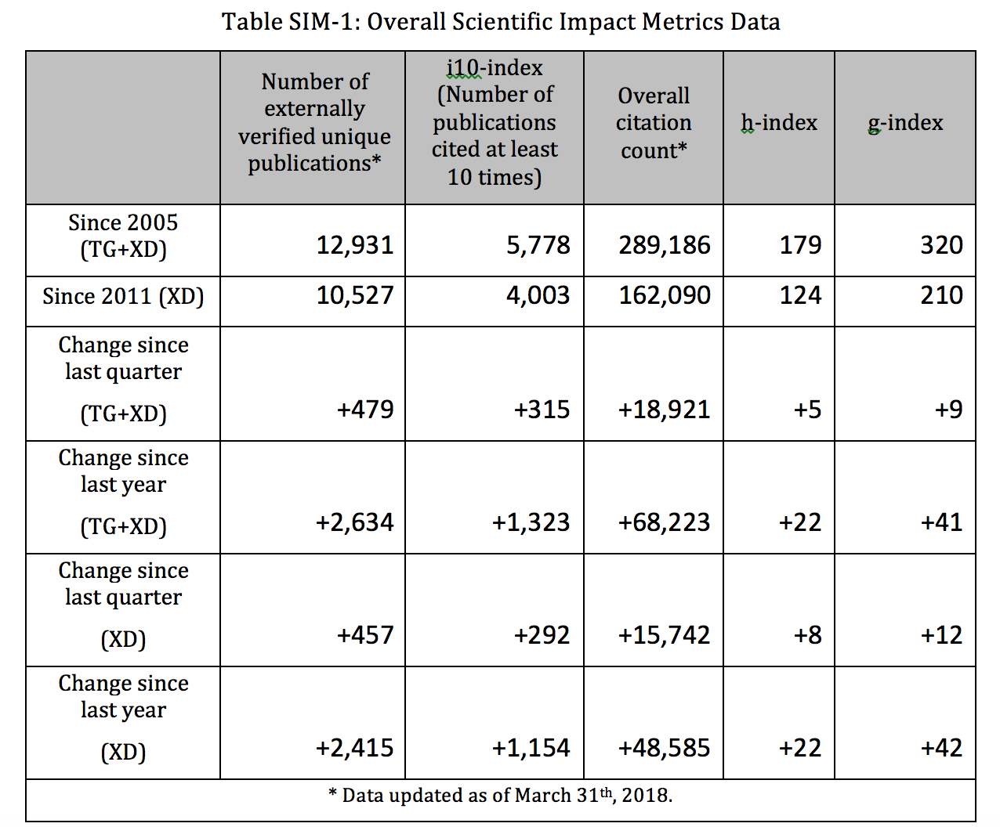 Table SIM-1: Overall Scientific Impact Metrics Data
Number of
externally
verified unique
publications*
i10-index
(Number of
publications
cited at least
10 times)
Overall
citation
count*
h-index
g-index
Since 2005
(TG+XD)
12,931
5,778
289,186
179
320
Since 2011 (XD)
10,527
4,003
162,090
124
210
Change since
last quarter
(TG+XD)
+479
+315
+18,921
+5
+9
Change since
last year
(TG+XD)
+2,634
+1,323
+68,223
+22
+41
Change since
last quarter
(XD)
+457
+292
+15,742
+8
+12
Change since
last year
(XD)
+2,415
+1,154
+48,585
+22
+42
* Data updated as of March 31th, 2018.